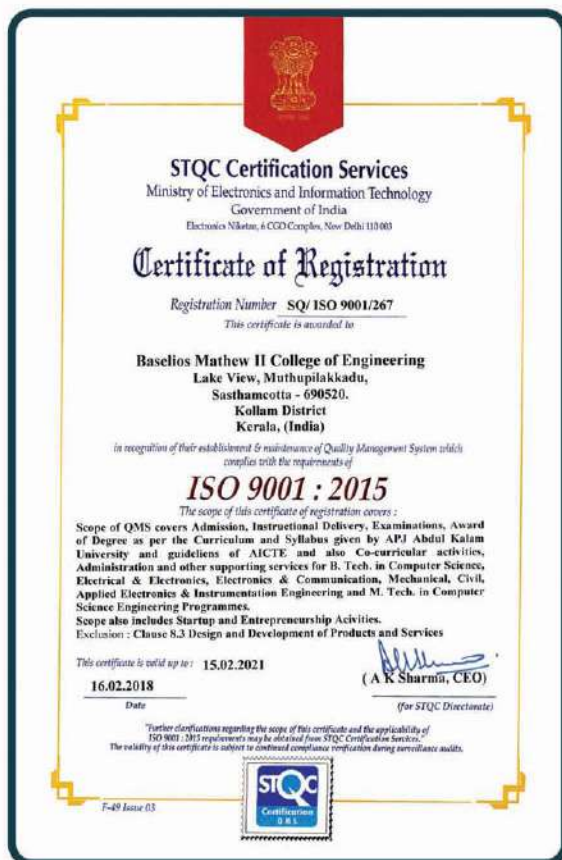 STQC Certification Services
Ministry of Electronics and Information Technology
Government of India
Electronics Niketan, 6 CGO Complex, New Delhi 110 003
Certificate of Registration
Registration Number SQ/ ISO 9001/267
This certificate is awarded to
Baselios Mathew II College of Engineering
Lake View, Muthupilakkadu,
Sasthamcotta - 690520.
Kollam District
Kerala, (India)
in recognition of their establishment & maintenance of Quality Management System which
complies with the requirements of
ISO 9001 : 2015
The scope of this certificate of registration covers :
Scope of QMS covers Admission, Instructional Delivery, Examinations, Award
of Degree as per the Curriculum and Syllabus given by APJ Abdul Kalam
University and guideliens of AICTE and also Co-curricular activities,
Administration and other supporting services for B. Tech. in Computer Science,
Electrical & Electronics, Electronics & Communication, Mechanical, Civil,
Applied Electronics & Instrumentation Engineering and M. Tech. in Computer
Science Engineering Programmes.
Scope also includes Startup and Entrepreneurship Acivities.
Exclusion : Clause 8.3 Design and Development of Products and Services
This certificate is valid up to : 15.02.2021
16.02.2018
Date
( A K Sharma, CEO)
(for STQC Directorate)
"Further clarifications regarding the scope of this certificate and the applicability of
ISO 9001 : 2015 requirements may be obtained from STQC Certification Services."
The validity of this certificate is subject to continued compliance verification during surveillance audits.
STQC
Certification
F-49 Issue 03